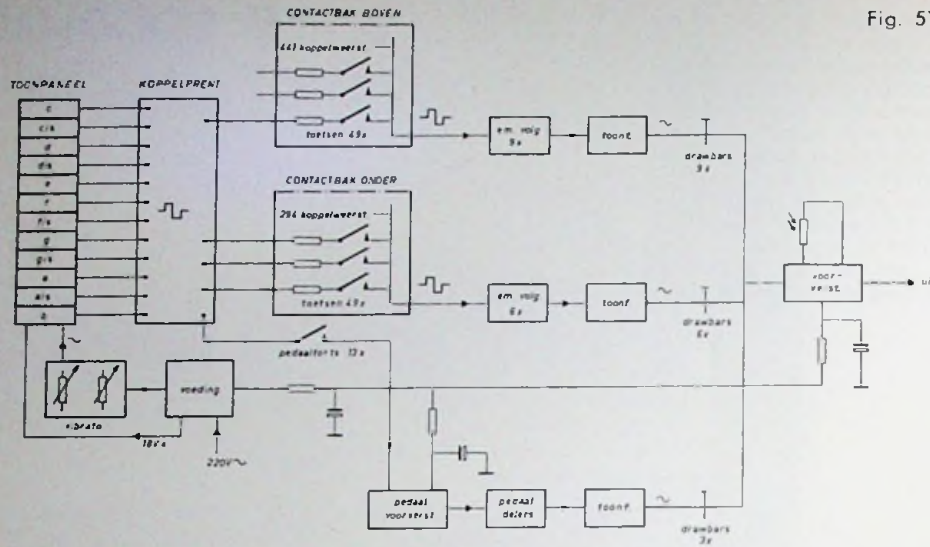 Fig. 5
CONTACTBAK BOVEN
441 koppelweerst.
toetsen 49x
TOONPANEEL
KOPPELPRENT
c
cis
d
dis
e
f
fis
g
gis
a
ais
b
em. volg
9x
toonf.
~
drawbars
9x
CONTACTBAK ONDER
294 koppelweerst.
toetsen 49x
em. volg
6x
toonf.
~
drawbars
6x
voor-
verst.
pedaaltoets 13x
~
vibrato
voeding
18V
220V~
pedaal
voorverst
pedaal
delers
toonf.
~
drawbars
3x